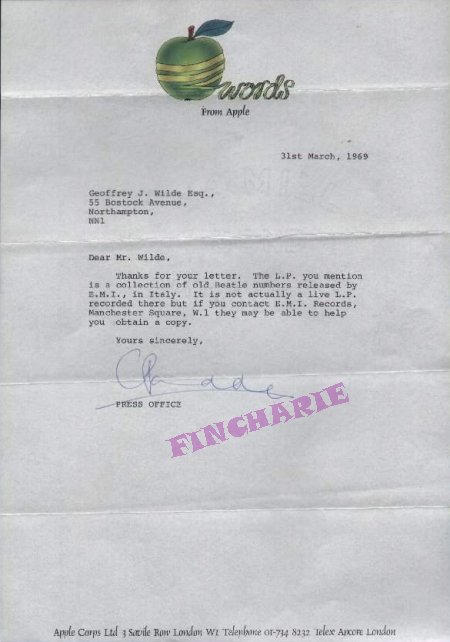 words
From Apple
31st March, 1969
Geoffrey J. Wilde Esq.,
55 Bostock Avenue,
Northampton,
NN1
Dear Mr. Wilde,
Thanks for your letter. The L.P. you mention
is a collection of old Beatle numbers released by
E.M.I., in Italy. It is not actually a live L.P.
recorded there but if you contact E.M.I. Records,
Manchester Square, W.1 they may be able to help
you obtain a copy.
Yours sincerely,
PRESS OFFICE
FINCHARIE
Apple Corps Ltd 3 Savile Row London W1 Telephone 01-734 8232 Telex Apcore London